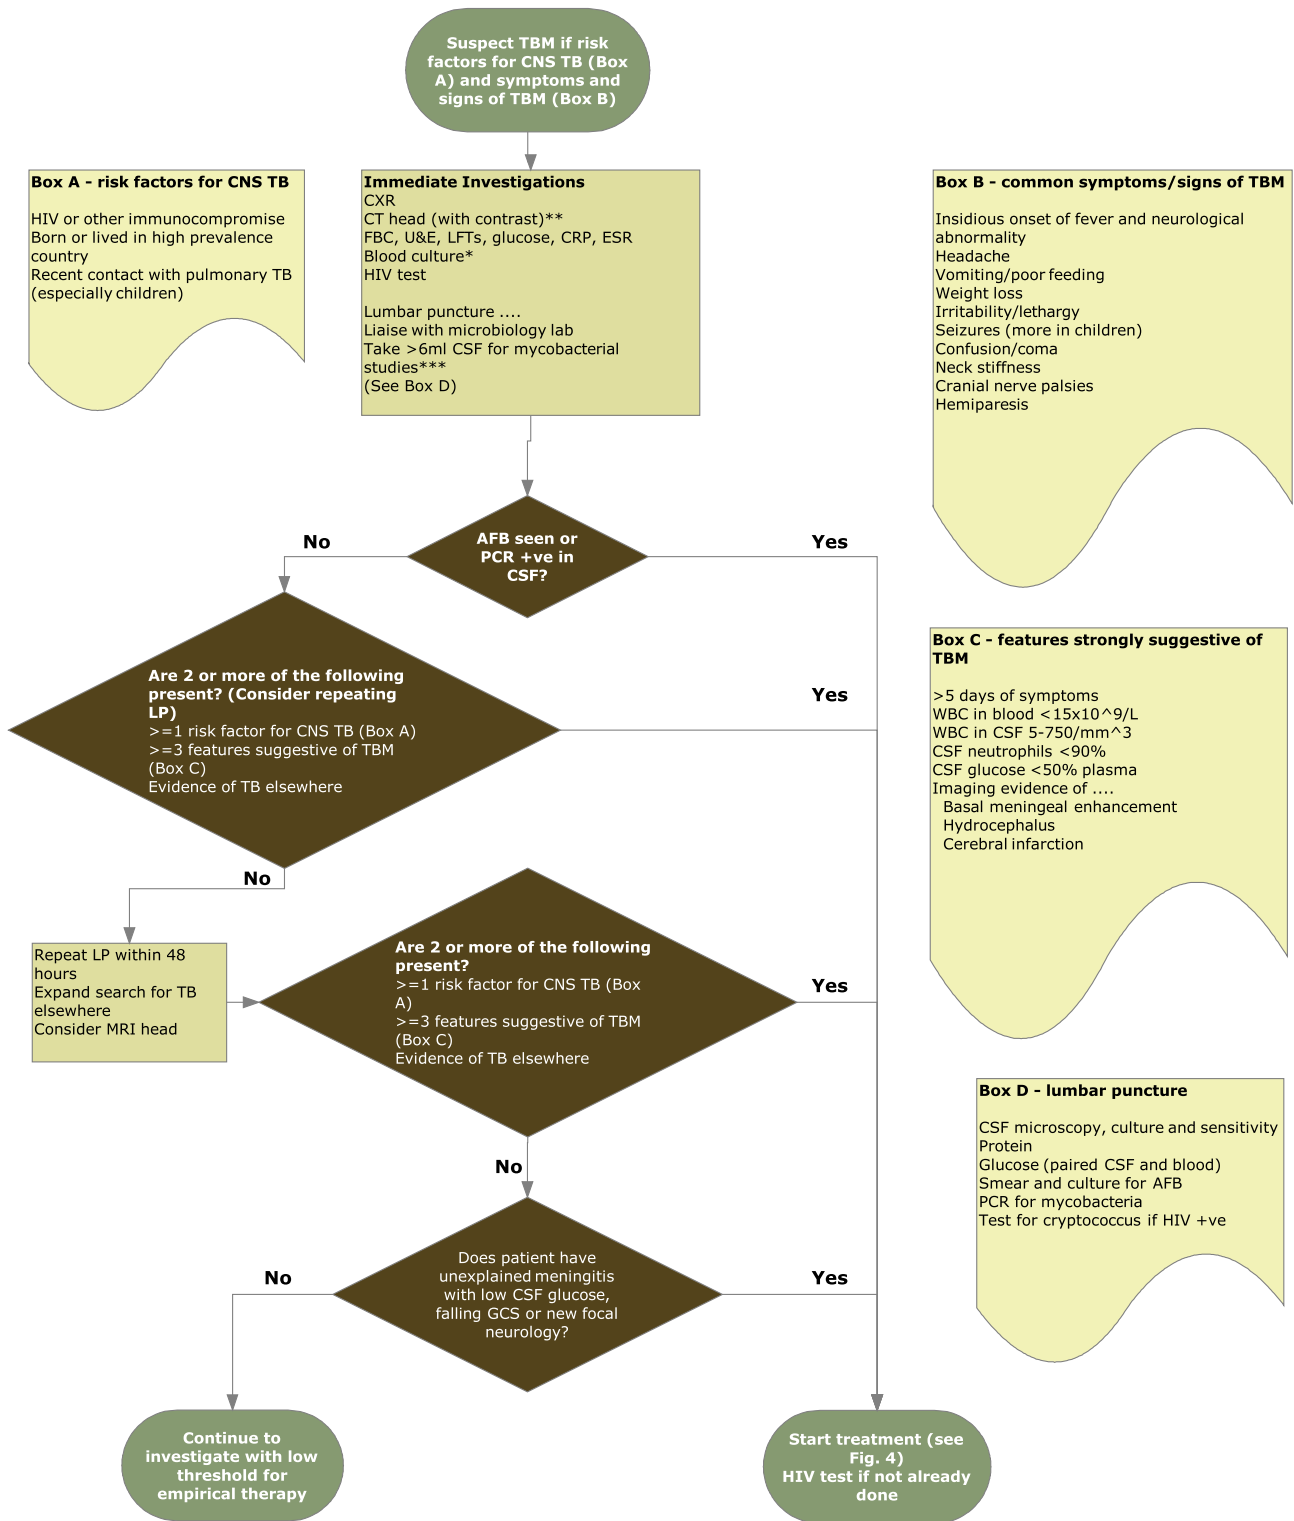 Suspect TBM if risk
factors for CNS TB (Box
A) and symptoms and
signs of TBM (Box B)
Box A - risk factors for CNS TB
HIV or other immunocompromise
Born or lived in high prevalence
country
Recent contact with pulmonary TB
(especially children)
Immediate Investigations
CXR
CT head (with contrast)**
FBC, U&E, LFTs, glucose, CRP, ESR
Blood culture*
HIV test
Lumbar puncture ....
Liaise with microbiology lab
Take >6ml CSF for mycobacterial
studies***
(See Box D)
Box B - common symptoms/signs of TBM
Insidious onset of fever and neurological
abnormality
Headache
Vomiting/poor feeding
Weight loss
Irritability/lethargy
Seizures (more in children)
Confusion/coma
Neck stiffness
Cranial nerve palsies
Hemiparesis
AFB seen or
PCR +ve in
CSF?
No
Yes
Are 2 or more of the following
present? (Consider repeating
LP)
>=1 risk factor for CNS TB (Box A)
>=3 features suggestive of TBM
(Box C)
Evidence of TB elsewhere
Yes
No
Box C - features strongly suggestive of
TBM
>5 days of symptoms
WBC in blood <15x10^9/L
WBC in CSF 5-750/mm^3
CSF neutrophils <90%
CSF glucose <50% plasma
Imaging evidence of ....
Basal meningeal enhancement
Hydrocephalus
Cerebral infarction
Repeat LP within 48
hours
Expand search for TB
elsewhere
Consider MRI head
Are 2 or more of the following
present?
>=1 risk factor for CNS TB (Box
A)
>=3 features suggestive of TBM
(Box C)
Evidence of TB elsewhere
Yes
No
Box D - lumbar puncture
CSF microscopy, culture and sensitivity
Protein
Glucose (paired CSF and blood)
Smear and culture for AFB
PCR for mycobacteria
Test for cryptococcus if HIV +ve
Does patient have
unexplained meningitis
with low CSF glucose,
falling GCS or new focal
neurology?
No
Yes
Continue to
investigate with low
threshold for
empirical therapy
Start treatment (see
Fig. 4)
HIV test if not already
done